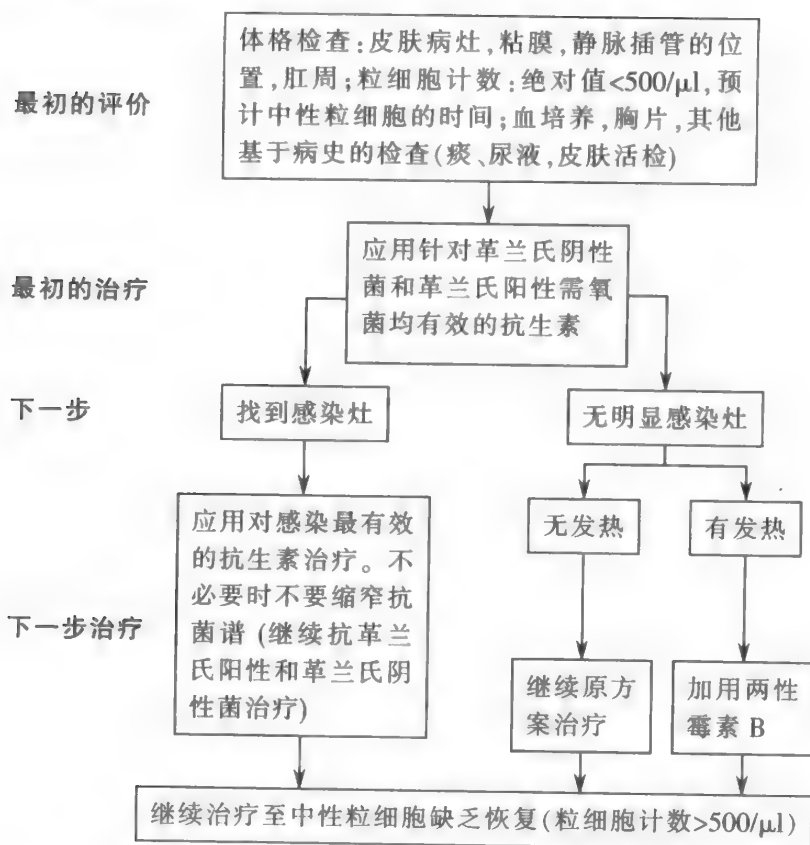 最初的评价
体格检查:皮肤病灶,粘膜,静脉插管的位
置,肛周;粒细胞计数:绝对值<500/μl,预
计中性粒细胞的时间;血培养,胸片,其他
基于病史的检查(痰、尿液,皮肤活检)
最初的治疗
应用针对革兰氏阴性
菌和革兰氏阳性需氧
菌均有效的抗生素
下一步
找到感染灶
无明显感染灶
无发热
有发热
下一步治疗
应用对感染最有效
的抗生素治疗。不
必要时不要缩窄抗
菌谱(继续抗革兰
氏阳性和革兰氏阴
性菌治疗)
继续原方
案治疗
加用两性
霉素 B
继续治疗至中性粒细胞缺乏恢复(粒细胞计数>500/μl)